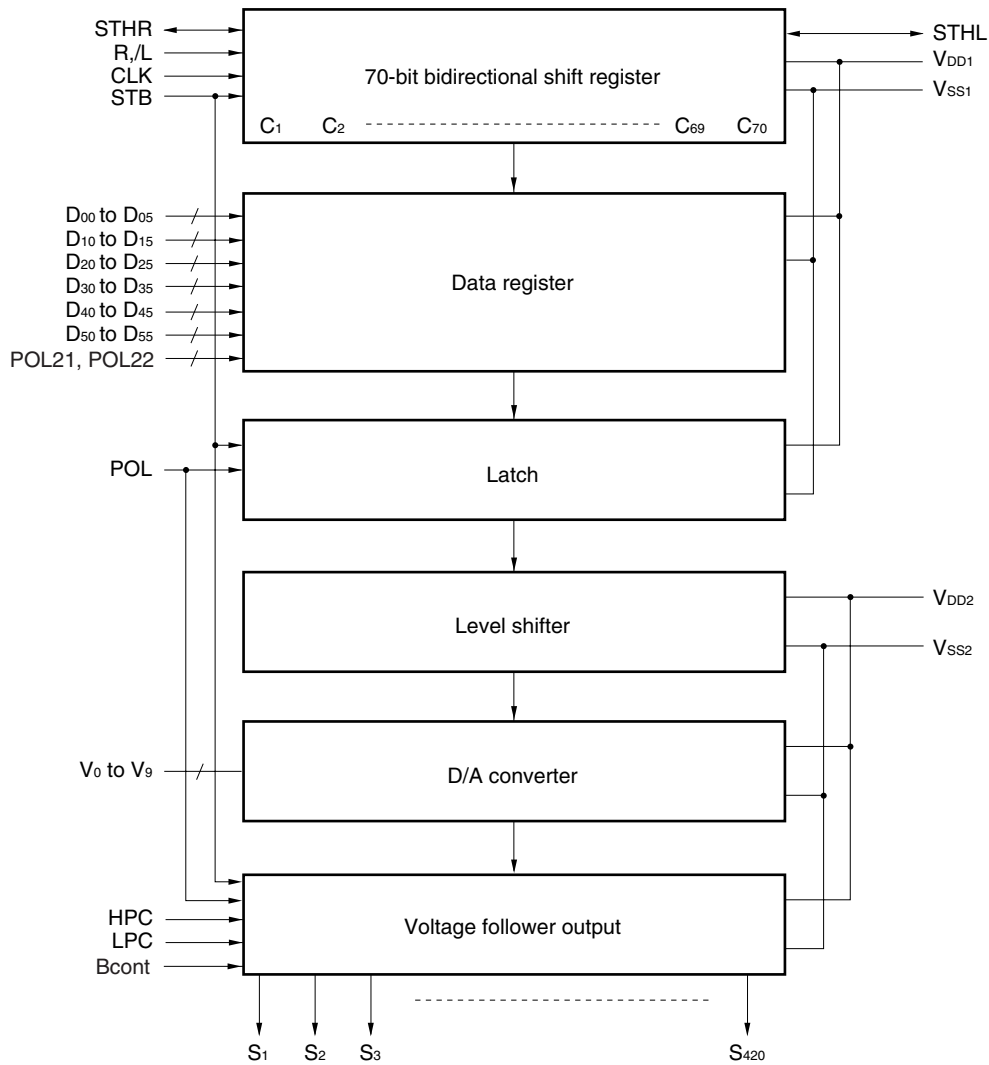 STHR
STHL
R,/L
VDD1
CLK
70-bit bidirectional shift register
STB
VSS1
C1 C2 C69 C70
D00 to D05
D10 to D15
D20 to D25
Data register
D30 to D35
D40 to D45
D50 to D55
POL21, POL22
POL
Latch
VDD2
Level shifter
VSS2
V0 to V9
D/A converter
HPC
Voltage follower output
LPC
Bcont
S1 S2 S3 S420